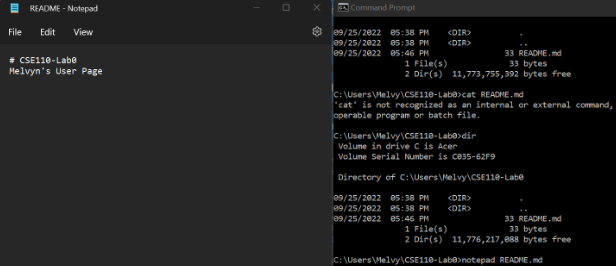 README - Notepad
File Edit View
# CSE110-Lab0
Melvyn's User Page
Command Prompt
09/25/2022 05:38 PM <DIR> .
09/25/2022 05:38 PM <DIR> ..
09/25/2022 05:46 PM 33 README.md
1 File(s) 33 bytes
2 Dir(s) 11,773,755,392 bytes free
C:\Users\Melvy\CSE110-Lab0>cat README.md
'cat' is not recognized as an internal or external command,
operable program or batch file.
C:\Users\Melvy\CSE110-Lab0>dir
Volume in drive C is Acer
Volume Serial Number is C035-62F9
Directory of C:\Users\Melvy\CSE110-Lab0
09/25/2022 05:38 PM <DIR> .
09/25/2022 05:38 PM <DIR> ..
09/25/2022 05:46 PM 33 README.md
1 File(s) 33 bytes
2 Dir(s) 11,776,217,088 bytes free
C:\Users\Melvy\CSE110-Lab0>notepad README.md